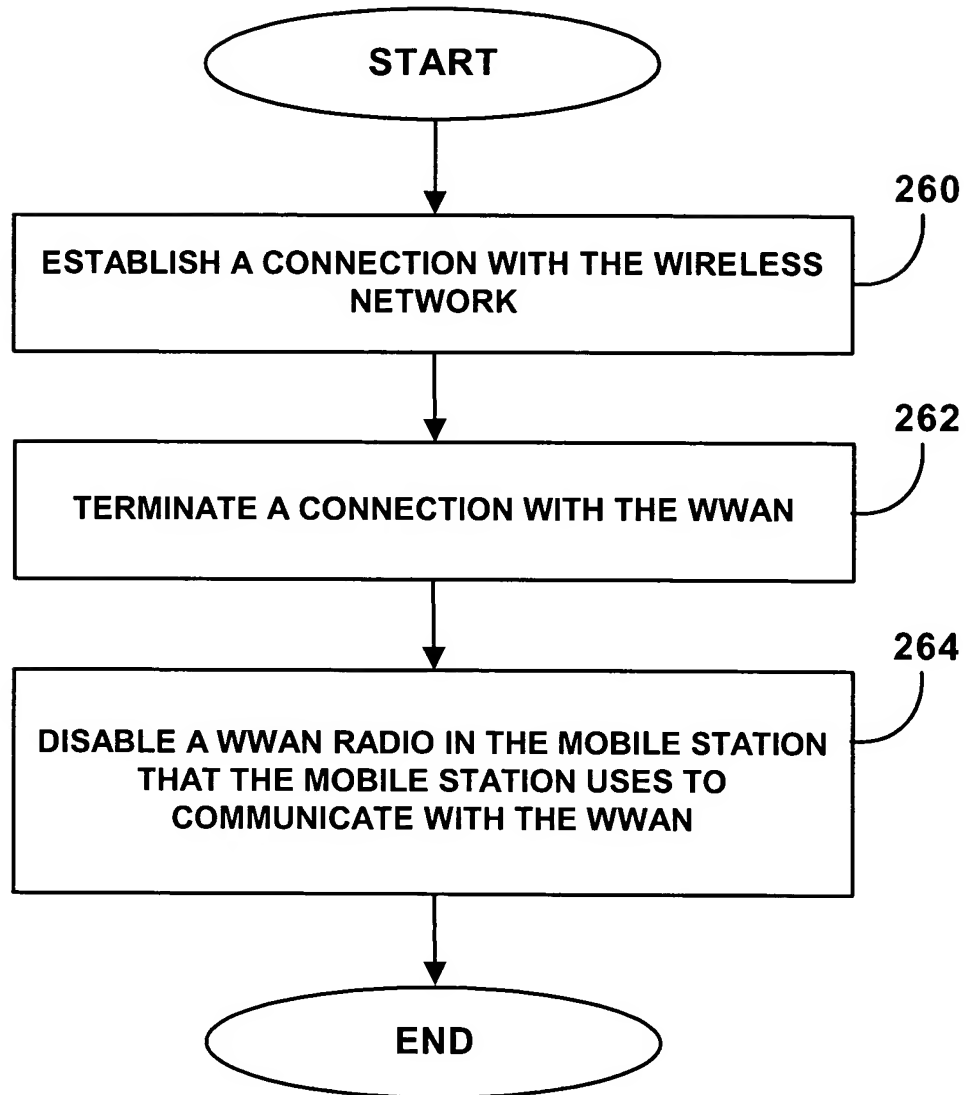 START
260
ESTABLISH A CONNECTION WITH THE WIRELESS
NETWORK
262
TERMINATE A CONNECTION WITH THE WWAN
264
DISABLE A WWAN RADIO IN THE MOBILE STATION
THAT THE MOBILE STATION USES TO
COMMUNICATE WITH THE WWAN
END